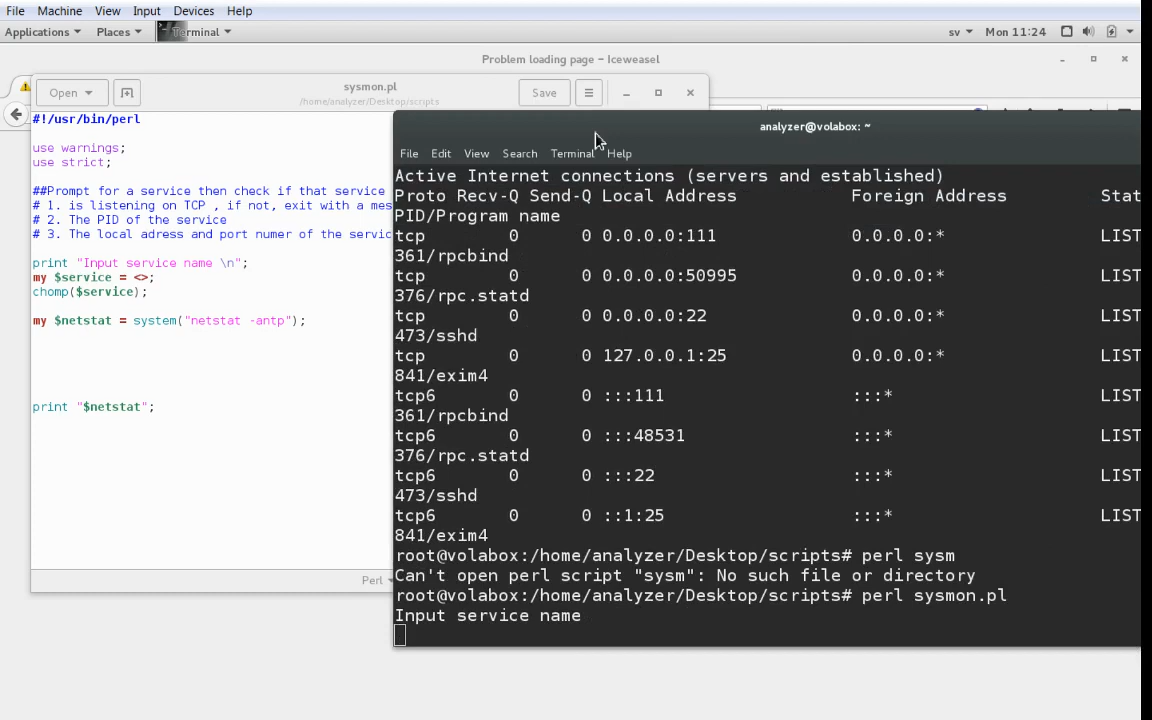 File Machine View Input Devices Help
Applications Places Terminal sv Mon 11:24
Problem loading page – Iceweasel
Open sysmon.pl Save
/home/analyzer/Desktop/scripts
#!/usr/bin/perl
use warnings;
use strict;
##Prompt for a service then check if that service
# 1. is listening on TCP , if not, exit with a mes
# 2. The PID of the service
# 3. The local adress and port numer of the servic
print "Input service name \n";
my $service = <>;
chomp($service);
my $netstat = system("netstat -antp");
print "$netstat";
Perl
analyzer@volabox: ~
File Edit View Search Terminal Help
Active Internet connections (servers and established)
Proto Recv-Q Send-Q Local Address Foreign Address Stat
PID/Program name
tcp 0 0 0.0.0.0:111 0.0.0.0:* LIST
361/rpcbind
tcp 0 0 0.0.0.0:50995 0.0.0.0:* LIST
376/rpc.statd
tcp 0 0 0.0.0.0:22 0.0.0.0:* LIST
473/sshd
tcp 0 0 127.0.0.1:25 0.0.0.0:* LIST
841/exim4
tcp6 0 0 :::111 :::* LIST
361/rpcbind
tcp6 0 0 :::48531 :::* LIST
376/rpc.statd
tcp6 0 0 :::22 :::* LIST
473/sshd
tcp6 0 0 ::1:25 :::* LIST
841/exim4
root@volabox:/home/analyzer/Desktop/scripts# perl sysm
Can't open perl script "sysm": No such file or directory
root@volabox:/home/analyzer/Desktop/scripts# perl sysmon.pl
Input service name